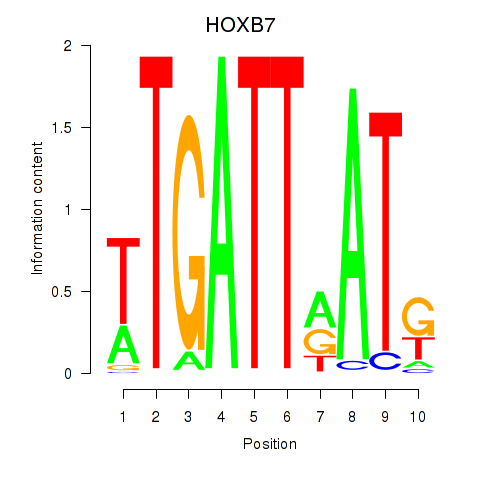 HOXB7
2
1.5
1
0.5
0
Information content
T A G C
T
G A
A
T
T
A G T
A C
T C
G T A C
1 2 3 4 5 6 7 8 9 10
Position